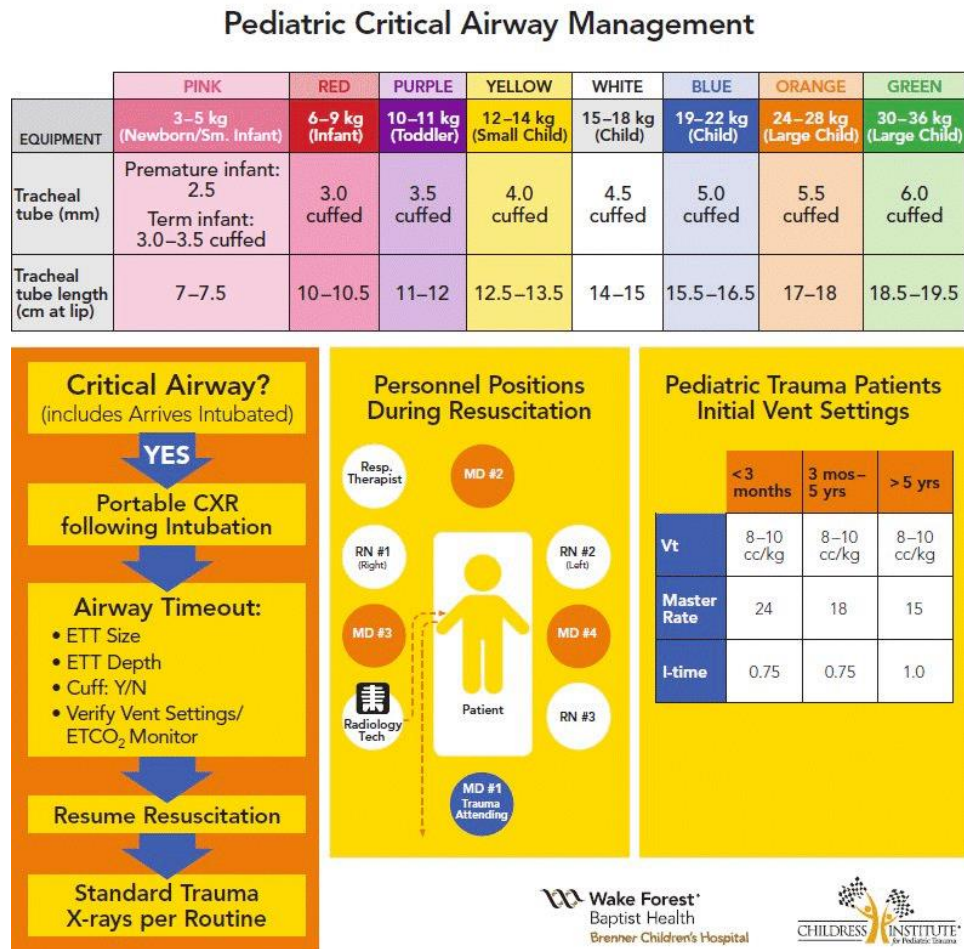 Pediatric Critical Airway Management
PINK RED PURPLE YELLOW WHITE BLUE ORANGE GREEN
EQUIPMENT
3–5 kg
(Newborn/Sm. Infant)
6–9 kg
(Infant)
10–11 kg
(Toddler)
12–14 kg
(Small Child)
15–18 kg
(Child)
19–22 kg
(Child)
24–28 kg
(Large Child)
30–36 kg
(Large Child)
Tracheal
tube (mm)
Premature infant:
2.5
Term infant:
3.0–3.5 cuffed
3.0
cuffed
3.5
cuffed
4.0
cuffed
4.5
cuffed
5.0
cuffed
5.5
cuffed
6.0
cuffed
Tracheal
tube length
(cm at lip)
7–7.5 10–10.5 11–12 12.5–13.5 14–15 15.5–16.5 17–18 18.5–19.5
Critical Airway?
(includes Arrives Intubated)
YES
Portable CXR
following Intubation
Airway Timeout:
• ETT Size
• ETT Depth
• Cuff: Y/N
• Verify Vent Settings/
ETCO₂ Monitor
Resume Resuscitation
Standard Trauma
X-rays per Routine
Personnel Positions
During Resuscitation
Resp.
Therapist
MD #2
RN #1
(Right)
RN #2
(Left)
MD #3
MD #4
Radiology
Tech
Patient
RN #3
MD #1
Trauma
Attending
Pediatric Trauma Patients
Initial Vent Settings
<3
months
3 mos–
5 yrs
>5 yrs
Vt
8–10
cc/kg
8–10
cc/kg
8–10
cc/kg
Master
Rate
24 18 15
I-time 0.75 0.75 1.0
Wake Forest®
Baptist Health
Brenner Children's Hospital
CHILDRESS INSTITUTE®
for Pediatric Trauma